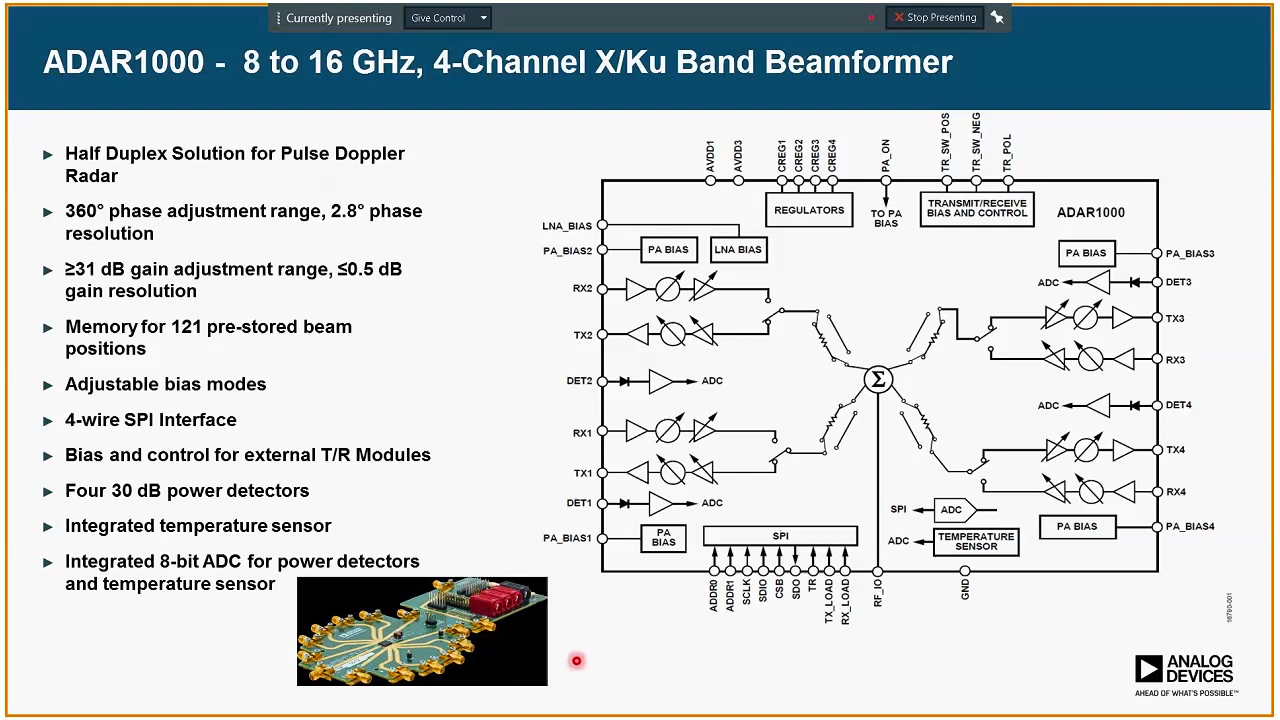 Currently presenting
Give Control
Stop Presenting
ADAR1000 - 8 to 16 GHz, 4-Channel X/Ku Band Beamformer
Half Duplex Solution for Pulse Doppler
Radar
360° phase adjustment range, 2.8° phase
resolution
≥31 dB gain adjustment range, ≤0.5 dB
gain resolution
Memory for 121 pre-stored beam
positions
Adjustable bias modes
4-wire SPI Interface
Bias and control for external T/R Modules
Four 30 dB power detectors
Integrated temperature sensor
Integrated 8-bit ADC for power detectors
and temperature sensor
AVDD1
AVDD3
CREG1
CREG2
CREG3
CREG4
PA_ON
TR_SW_POS
TR_SW_NEG
TR_POL
REGULATORS
TO PA
BIAS
TRANSMIT/RECEIVE
BIAS AND CONTROL
ADAR1000
LNA_BIAS
PA_BIAS2
PA BIAS
LNA BIAS
PA BIAS
PA_BIAS3
RX2
ADC
DET3
TX2
TX3
RX3
DET2
ADC
Σ
ADC
DET4
RX1
TX4
TX1
RX4
DET1
ADC
SPI
ADC
PA_BIAS1
PA
BIAS
SPI
ADC
TEMPERATURE
SENSOR
PA BIAS
PA_BIAS4
ADDR0
ADDR1
SCLK
SDIO
CSB
SDO
TR
TX_LOAD
RX_LOAD
RF_IO
GND
16790-001
ANALOG
DEVICES
AHEAD OF WHAT'S POSSIBLE™